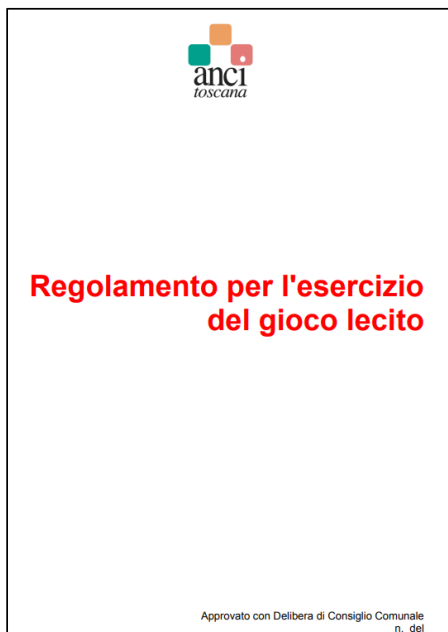 anci
toscana
Regolamento per l'esercizio
del gioco lecito
Approvato con Delibera di Consiglio Comunale
n. del